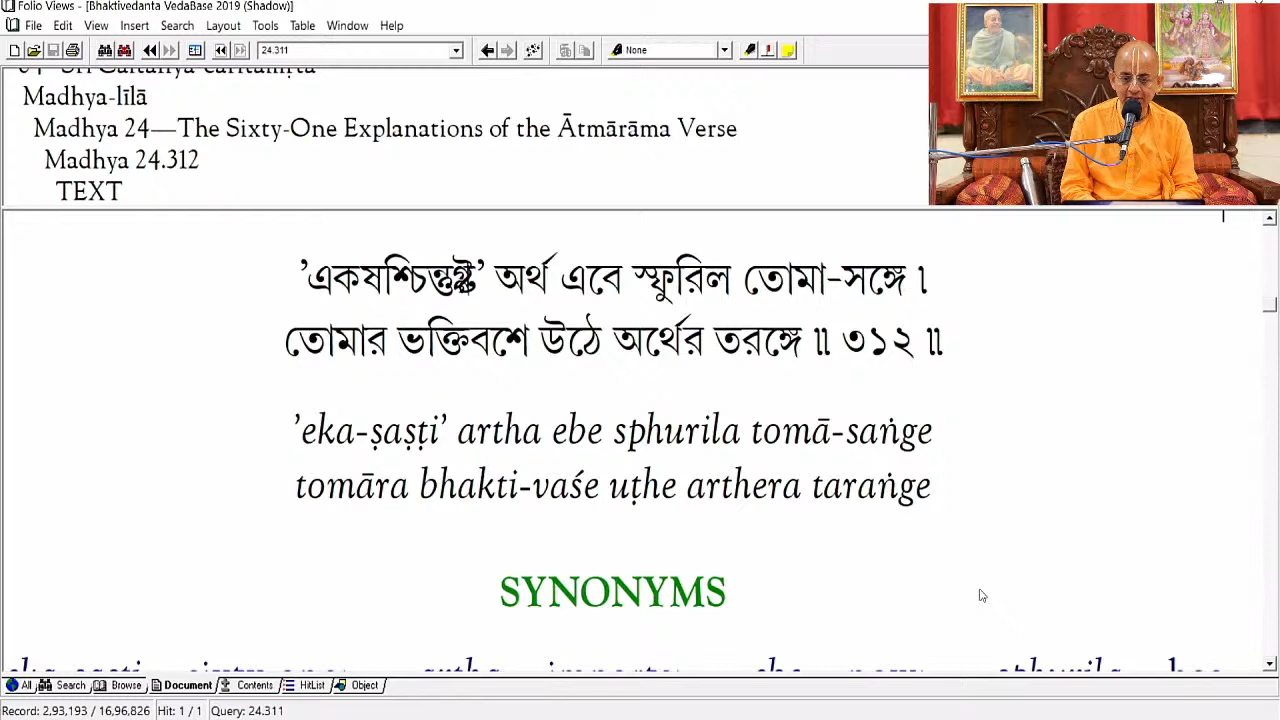 Folio Views - [Bhaktivedanta VedaBase 2019 (Shadow)]
File Edit View Insert Search Layout Tools Table Window Help
24.311 None
Madhya-līlā
Madhya 24—The Sixty-One Explanations of the Ātmārāma Verse
Madhya 24.312
TEXT
অর্থ এবে স্ফুরিল তোমা-সঙ্গে ।
তোমার ভক্তিবশে উঠে অর্থের তরঙ্গে ॥ ৩১২ ॥
'eka-ṣaṣṭi' artha ebe sphurila tomā-saṅge
tomāra bhakti-vaśe uṭhe arthera taraṅge
SYNONYMS
All Search Browse Document Contents HitList Object
Record: 2,93,193 / 16,96,826 Hit: 1 / 1 Query: 24.311